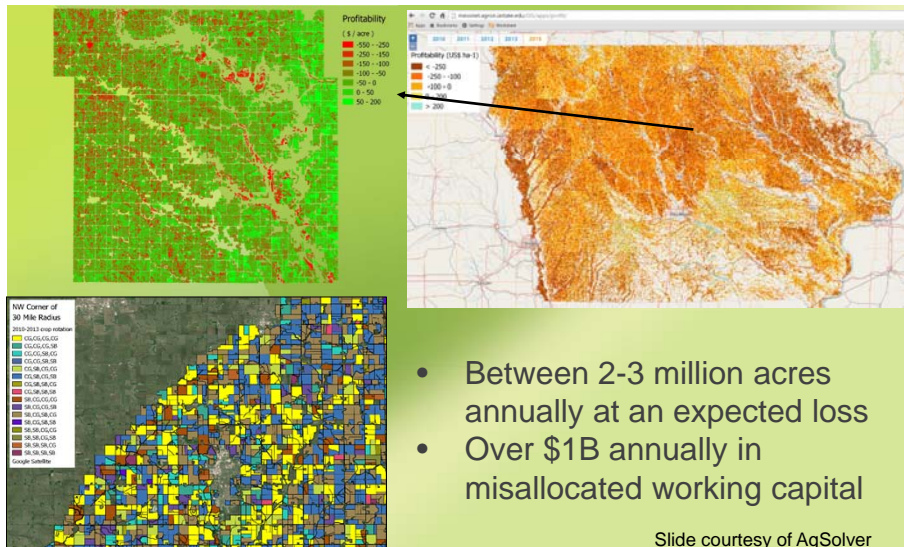 Profitability
( $ / acre )
-550 - -250
-250 - -150
-150 - -100
-100 - -50
-50 - 0
0 - 50
50 - 200
Apps Bookmarks Settings
2010 2011 2012 2013
Profitability (US$ ha-1)
< -250
-250 - -100
-100 - 0
> 200
NW Corner of
30 Mile Radius
2010-2013 crop rotation
CG,CG,CG,CG
CG,CG,CG,SB
CG,CG,SB,CG
CG,CG,SB,SB
CG,SB,CG,CG
CG,SB,CG,SB
CG,SB,SB,CG
CG,SB,SB,SB
SB,CG,CG,CG
SB,CG,CG,SB
SB,CG,SB,CG
SB,CG,SB,SB
SB,SB,CG,CG
SB,SB,CG,SB
SB,SB,SB,CG
SB,SB,SB,SB
Google Satellite
• Between 2-3 million acres
annually at an expected loss
• Over $1B annually in
misallocated working capital
Slide courtesy of AgSolver